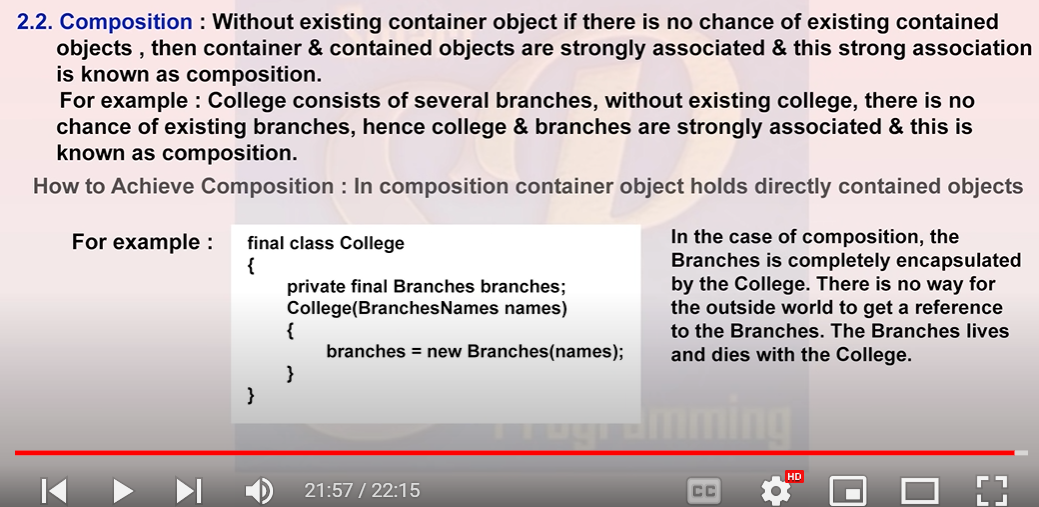 2.2. Composition : Without existing container object if there is no chance of existing contained
objects , then container & contained objects are strongly associated & this strong association
is known as composition.
For example : College consists of several branches, without existing college, there is no
chance of existing branches, hence college & branches are strongly associated & this is
known as composition.
How to Achieve Composition : In composition container object holds directly contained objects
For example :
final class College
{
private final Branches branches;
College(BranchesNames names)
{
branches = new Branches(names);
}
}
In the case of composition, the
Branches is completely encapsulated
by the College. There is no way for
the outside world to get a reference
to the Branches. The Branches lives
and dies with the College.
Programming
21:57 / 22:15
CC
HD